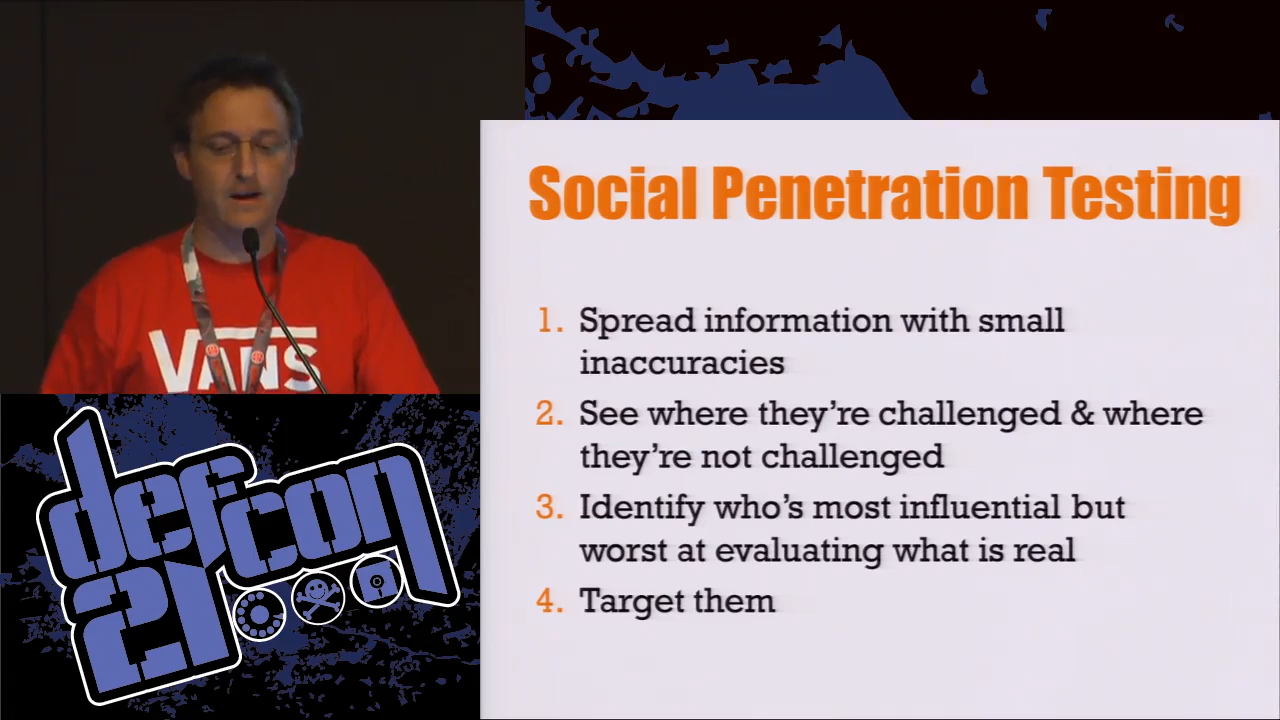 VANS
defcon
21
Social Penetration Testing
1. Spread information with small
inaccuracies
2. See where they're challenged & where
they're not challenged
3. Identify who's most influential but
worst at evaluating what is real
4. Target them